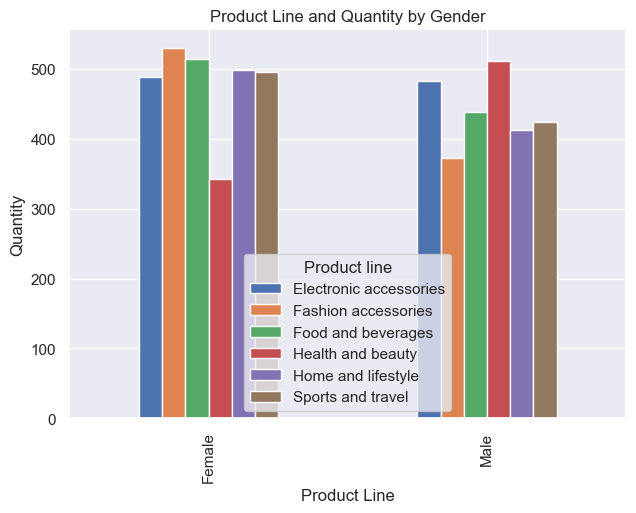 Product Line and Quantity by Gender
Quantity
500
400
300
200
100
0
Product line
Electronic accessories
Fashion accessories
Food and beverages
Health and beauty
Home and lifestyle
Sports and travel
Female
Male
Product Line